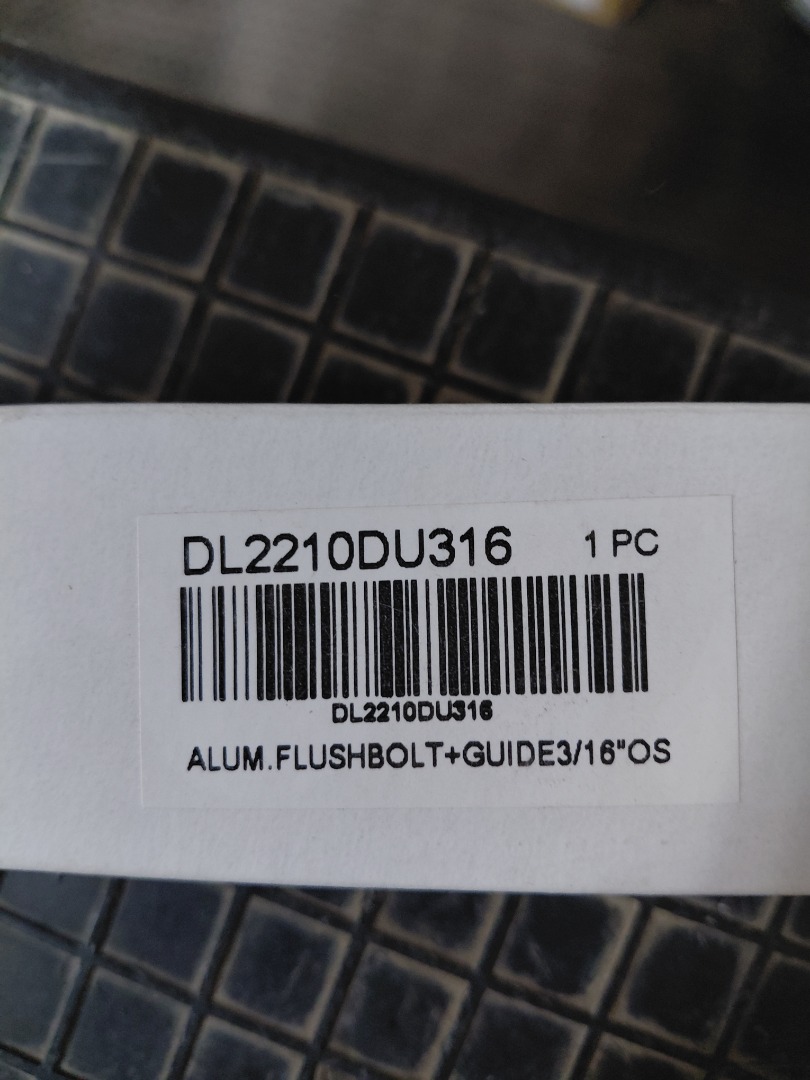 DL2210DU316 1 PC
DL2210DU316
ALUM.FLUSHBOLT+GUIDE3/16"OS